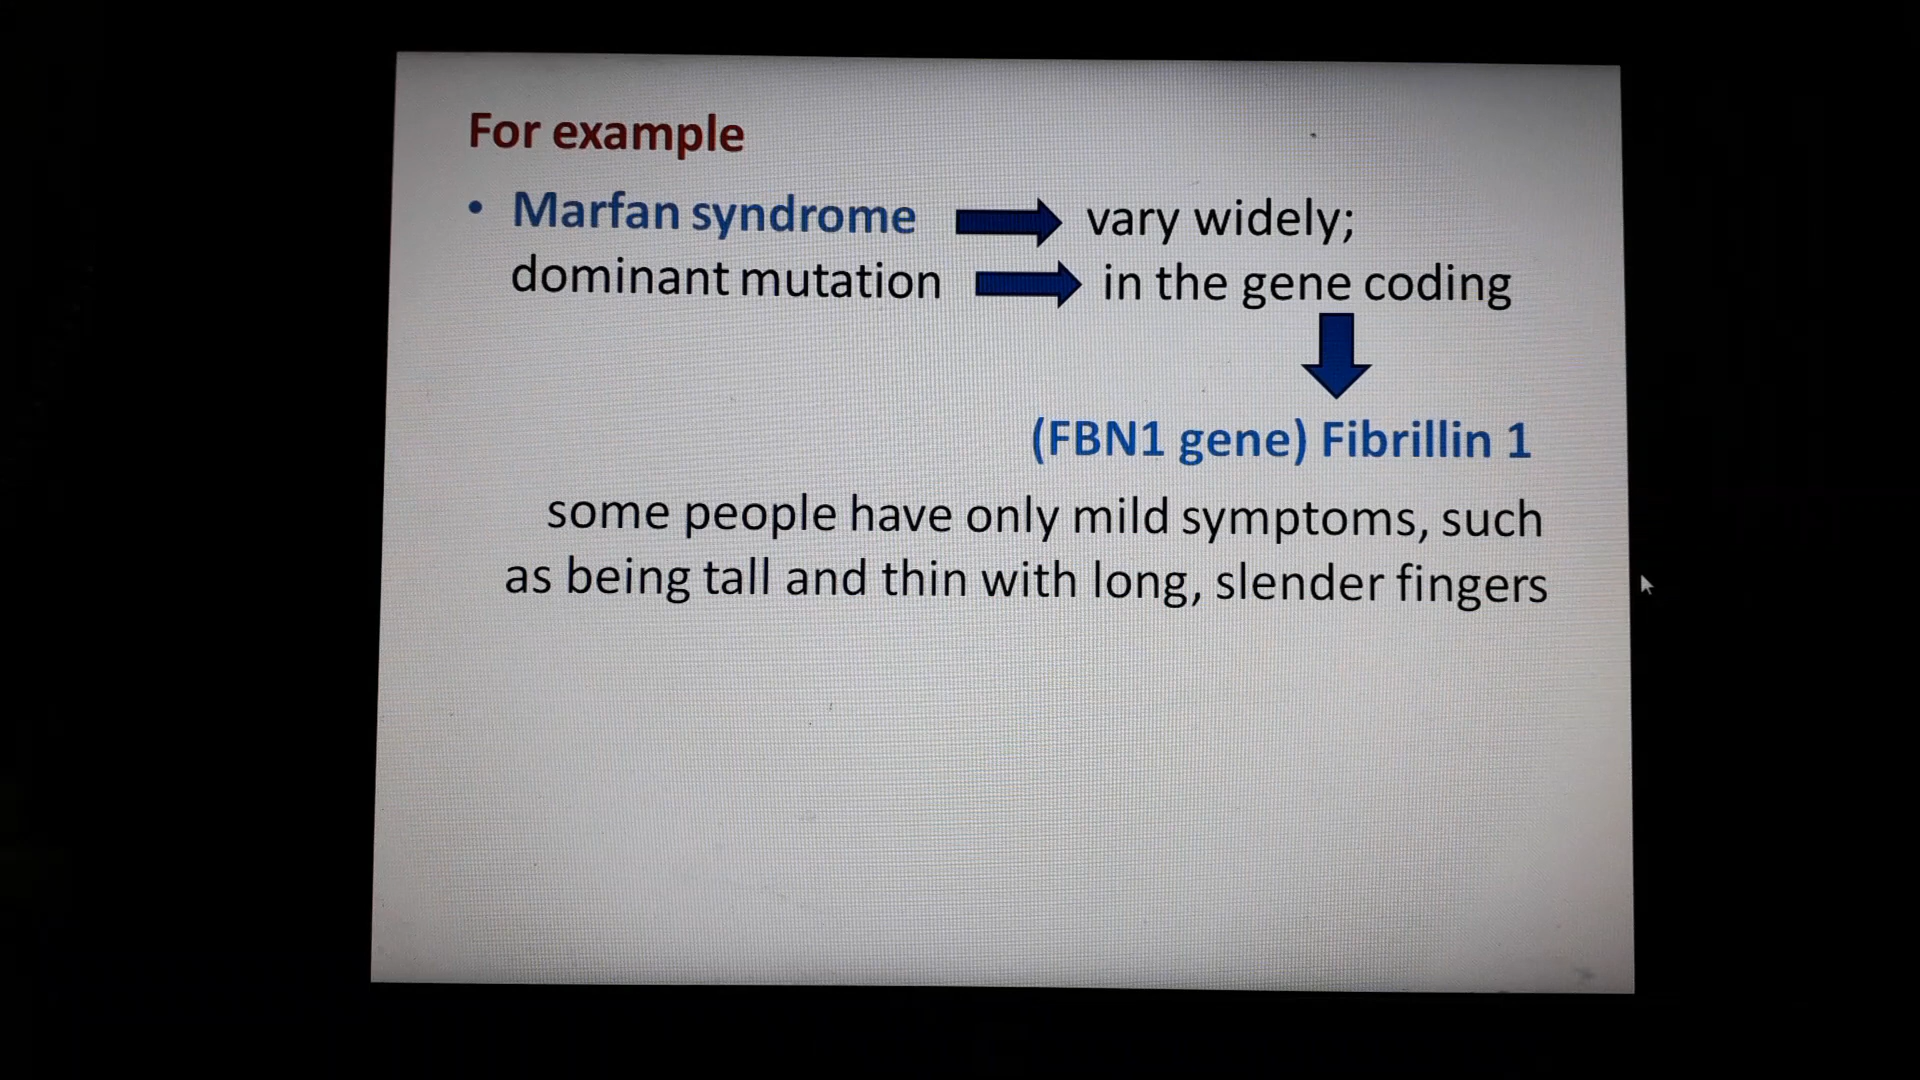 For example
• Marfan syndrome vary widely;
dominant mutation in the gene coding
(FBN1 gene) Fibrillin 1
some people have only mild symptoms, such
as being tall and thin with long, slender fingers